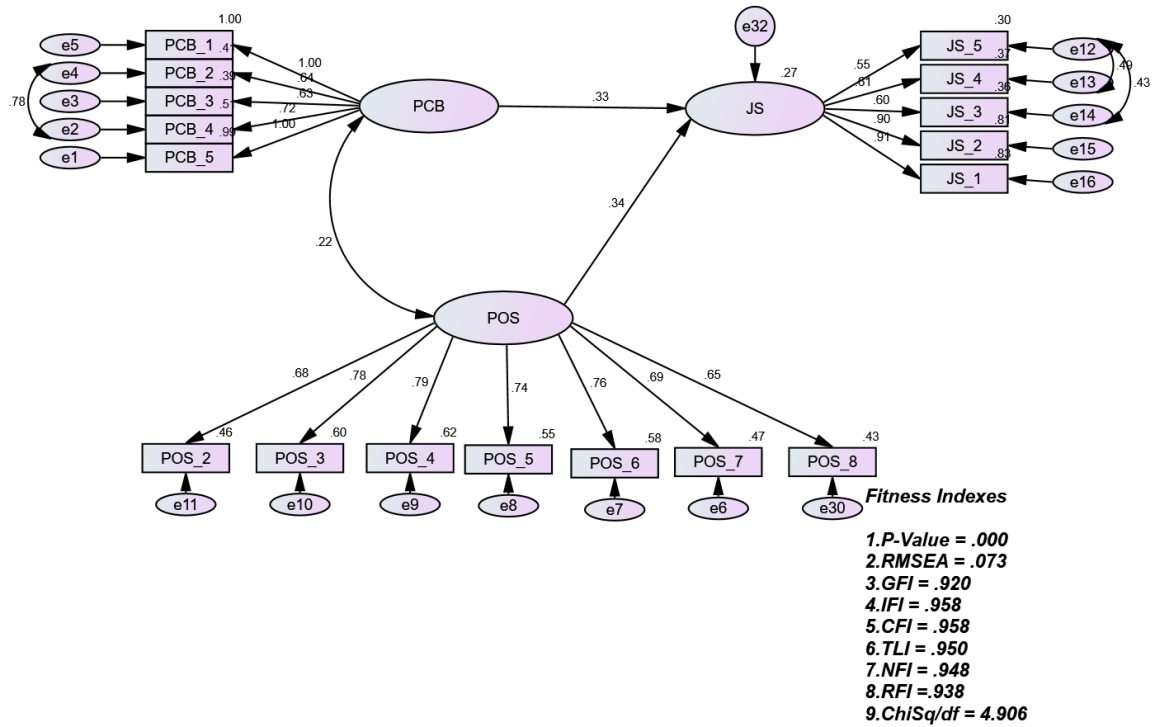 1.00
.30
e32
e5
PCB_1
.4
JS_5
e12
.37
e4
PCB_2
.39
1.00
.64
.27
.55
JS_4
e13
.49
.36
.43
.78
e3
PCB_3
.5
.63
PCB
.33
JS
.61
.60
JS_3
e14
.81
e2
PCB_4
.99
.72
1.00
.90
.91
JS_2
e15
.83
e1
PCB_5
JS_1
e16
.22
.34
POS
.68
.78
.79
.74
.76
.69
.65
.46
.60
.62
.55
.58
.47
.43
POS_2
POS_3
POS_4
POS_5
POS_6
POS_7
POS_8
e11
e10
e9
e8
e7
e6
e30
Fitness Indexes
1.P-Value = .000
2.RMSEA = .073
3.GFI = .920
4.IFI = .958
5.CFI = .958
6.TLI = .950
7.NFI = .948
8.RFI =.938
9.ChiSq/df = 4.906